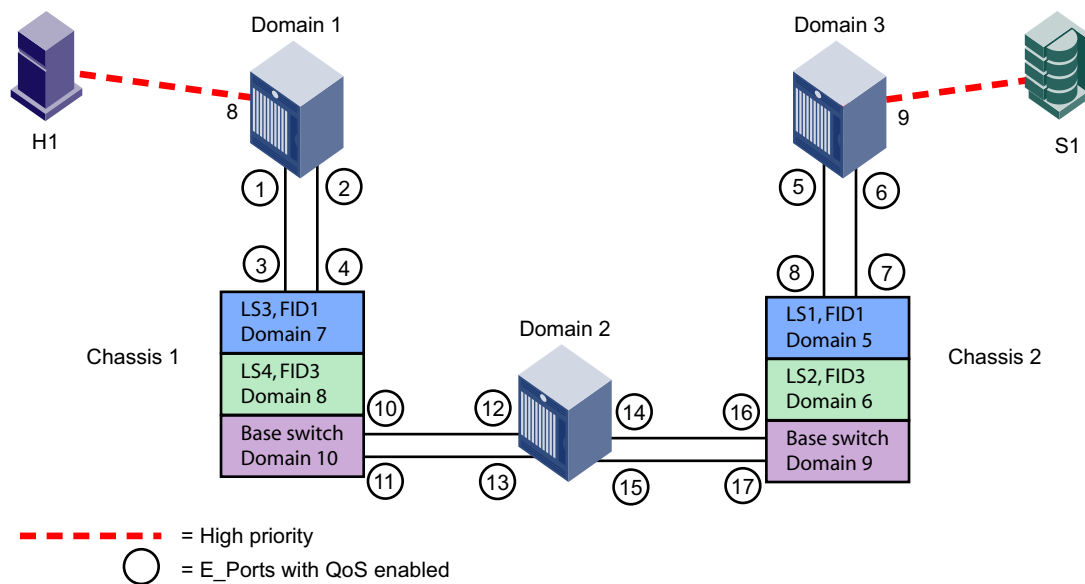 Domain 1
Domain 3
H1
8
9
S1
1
2
5
6
3
4
8
7
LS3, FID1
Domain 7
LS1, FID1
Domain 5
Chassis 1
Domain 2
Chassis 2
LS4, FID3
Domain 8
LS2, FID3
Domain 6
10
12
14
16
Base switch
Domain 10
Base switch
Domain 9
11
13
15
17
= High priority
= E_Ports with QoS enabled